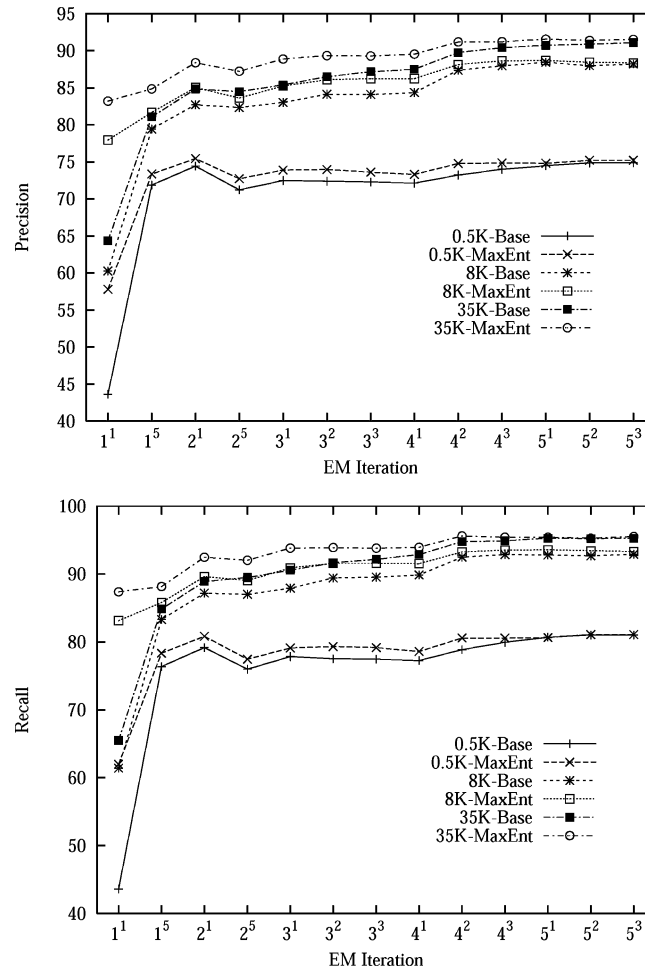 95
90
85
80
75
70
65
60
55
50
45
40
Precision
0.5K-Base
0.5K-MaxEnt
8K-Base
8K-MaxEnt
35K-Base
35K-MaxEnt
1^1 1^5 2^1 2^5 3^1 3^2 3^3 4^1 4^2 4^3 5^1 5^2 5^3
EM Iteration
100
90
80
70
60
50
40
Recall
0.5K-Base
0.5K-MaxEnt
8K-Base
8K-MaxEnt
35K-Base
35K-MaxEnt
1^1 1^5 2^1 2^5 3^1 3^2 3^3 4^1 4^2 4^3 5^1 5^2 5^3
EM Iteration